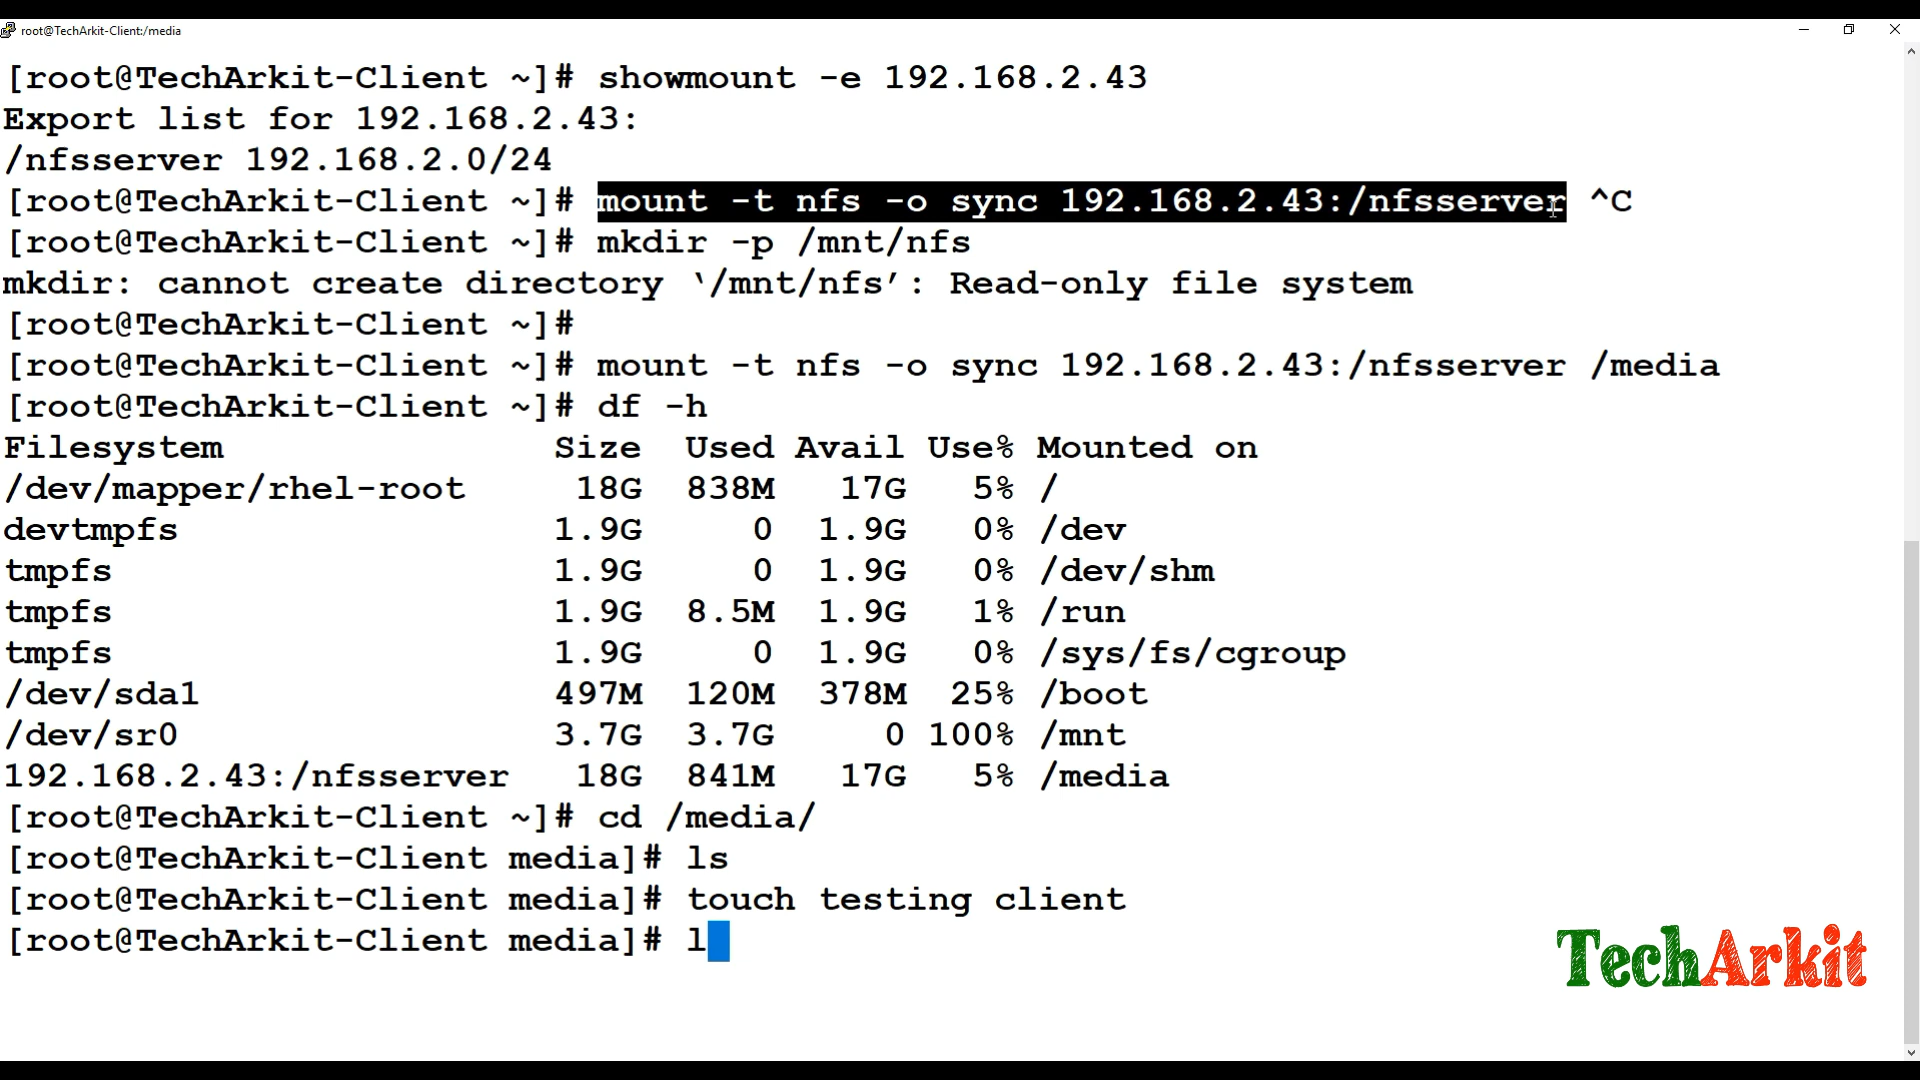 root@TechArkit-Client:/media
[root@TechArkit-Client ~]# showmount -e 192.168.2.43
Export list for 192.168.2.43:
/nfsserver 192.168.2.0/24
[root@TechArkit-Client ~]# mount -t nfs -o sync 192.168.2.43:/nfsserver ^C
[root@TechArkit-Client ~]# mkdir -p /mnt/nfs
mkdir: cannot create directory ‘/mnt/nfs’: Read-only file system
[root@TechArkit-Client ~]#
[root@TechArkit-Client ~]# mount -t nfs -o sync 192.168.2.43:/nfsserver /media
[root@TechArkit-Client ~]# df -h
Filesystem Size Used Avail Use% Mounted on
/dev/mapper/rhel-root 18G 838M 17G 5% /
devtmpfs 1.9G 0 1.9G 0% /dev
tmpfs 1.9G 0 1.9G 0% /dev/shm
tmpfs 1.9G 8.5M 1.9G 1% /run
tmpfs 1.9G 0 1.9G 0% /sys/fs/cgroup
/dev/sda1 497M 120M 378M 25% /boot
/dev/sr0 3.7G 3.7G 0 100% /mnt
192.168.2.43:/nfsserver 18G 841M 17G 5% /media
[root@TechArkit-Client ~]# cd /media/
[root@TechArkit-Client media]# ls
[root@TechArkit-Client media]# touch testing client
[root@TechArkit-Client media]# l
TechArkit